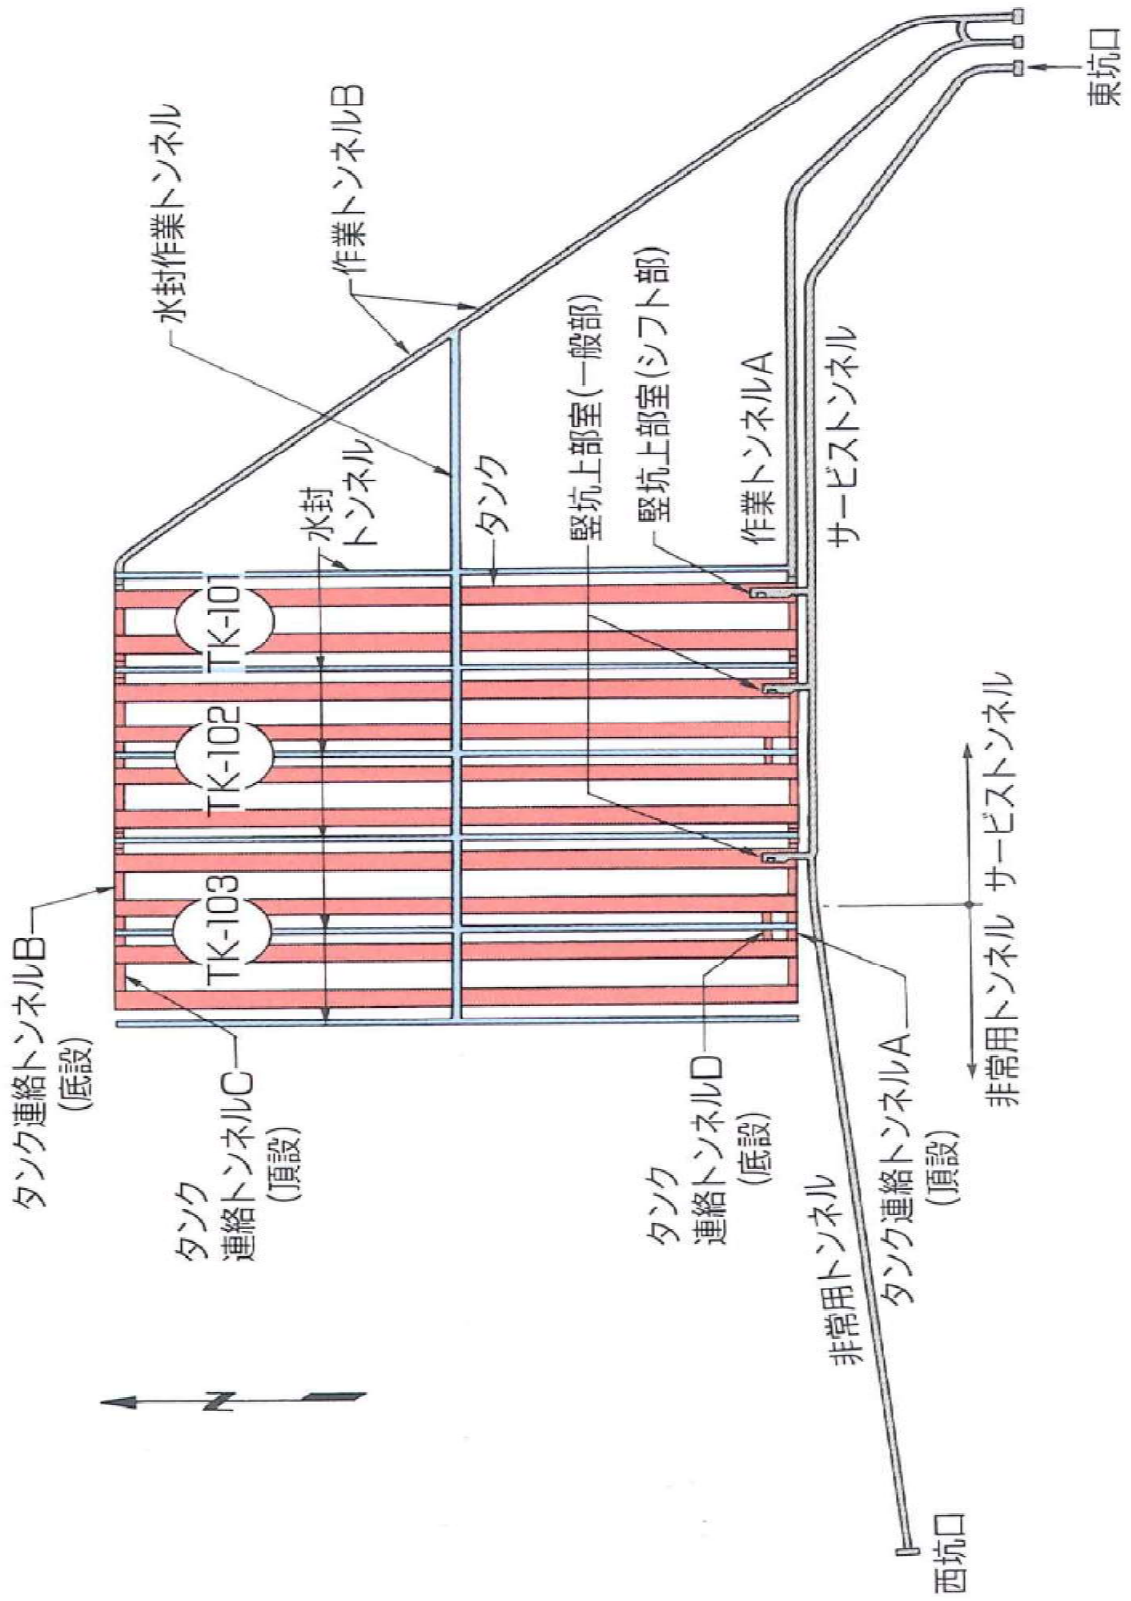 タンク連絡トンネルB
(底設)
タンク
連絡トンネルC
(頂設)
TK-103
TK-102
TK-101
水封
トンネル
水封作業トンネル
作業トンネルB
タンク
竪坑上部室(一般部)
竪坑上部室(シフト部)
作業トンネルA
サービストンネル
タンク
連絡トンネルD
(底設)
非常用トンネル
タンク連絡トンネルA
(頂設)
非常用トンネル
サービストンネル
西坑口
東坑口
N